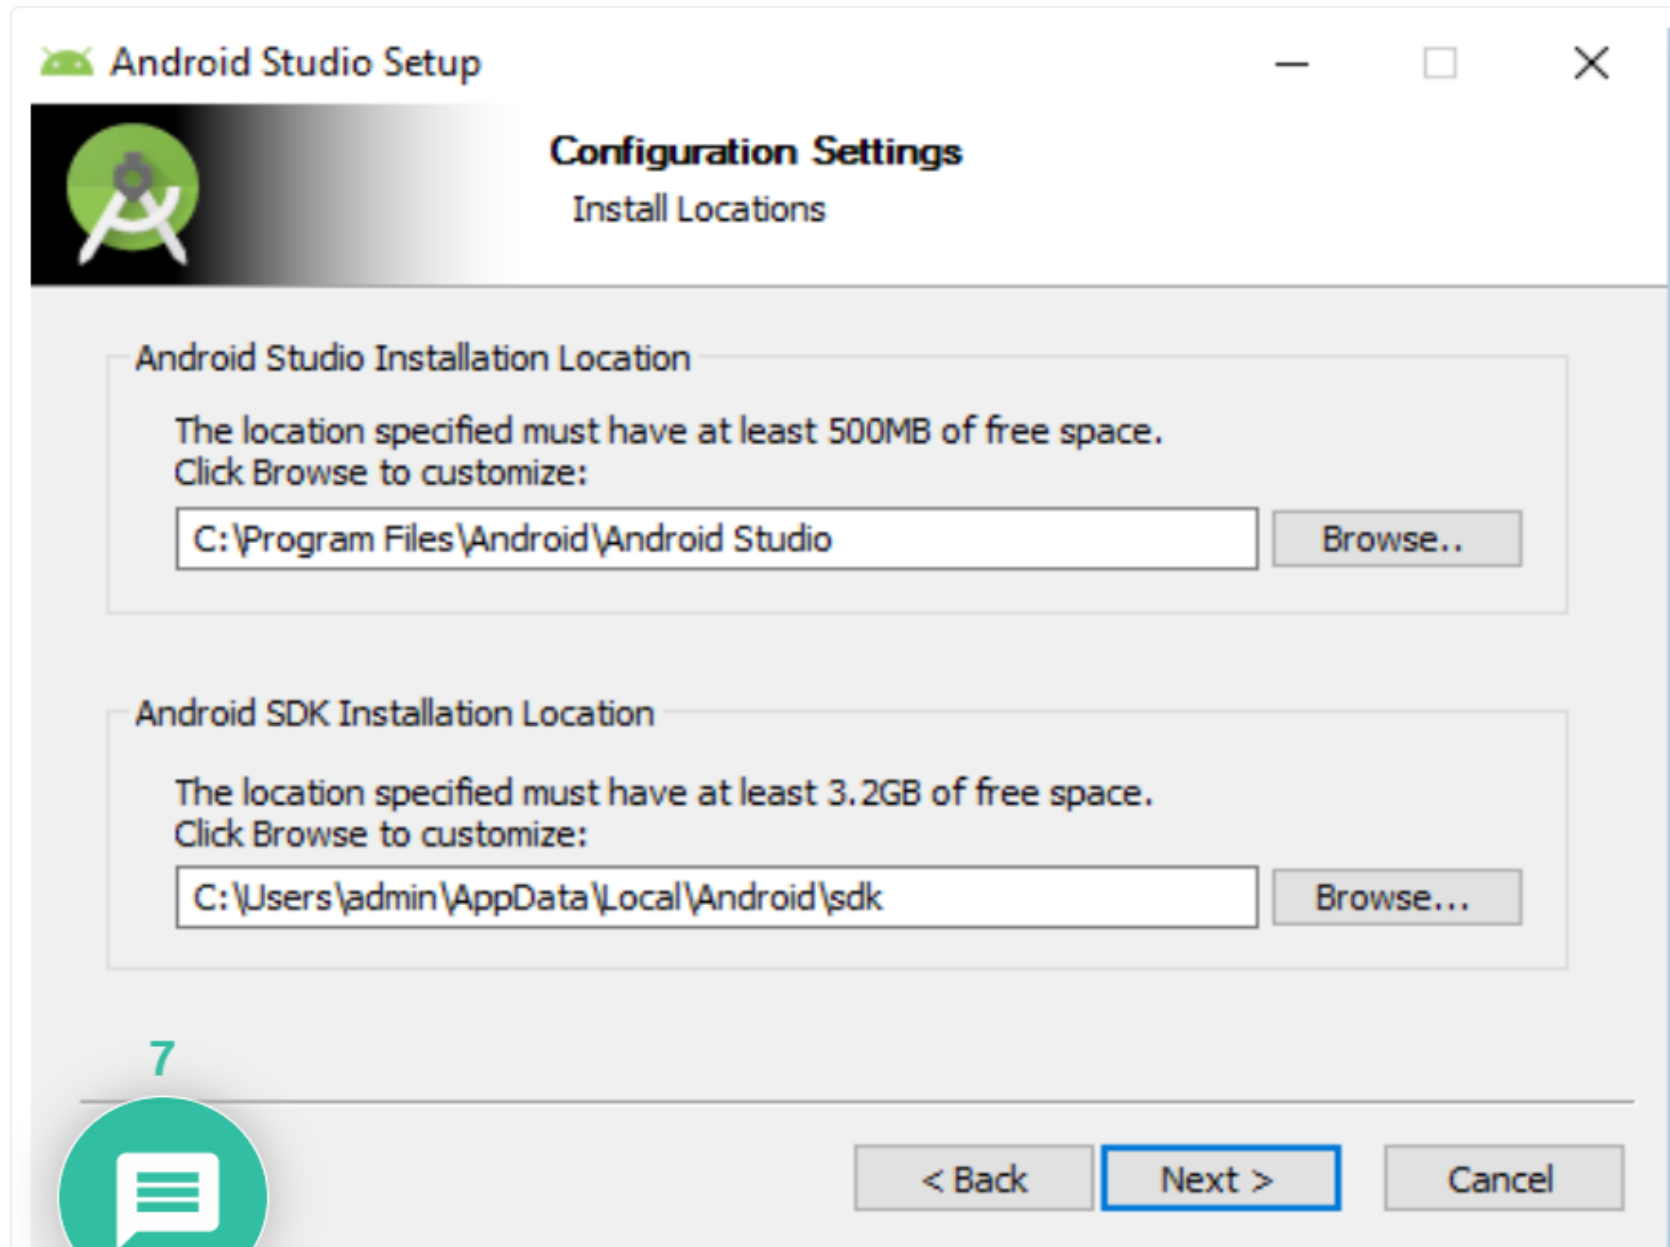 Android Studio Setup
Configuration Settings
Install Locations
Android Studio Installation Location
The location specified must have at least 500MB of free space.
Click Browse to customize:
C:\Program Files\Android\Android Studio
Browse..
Android SDK Installation Location
The location specified must have at least 3.2GB of free space.
Click Browse to customize:
C:\Users\admin\AppData\Local\Android\sdk
Browse...
7
< Back
Next >
Cancel